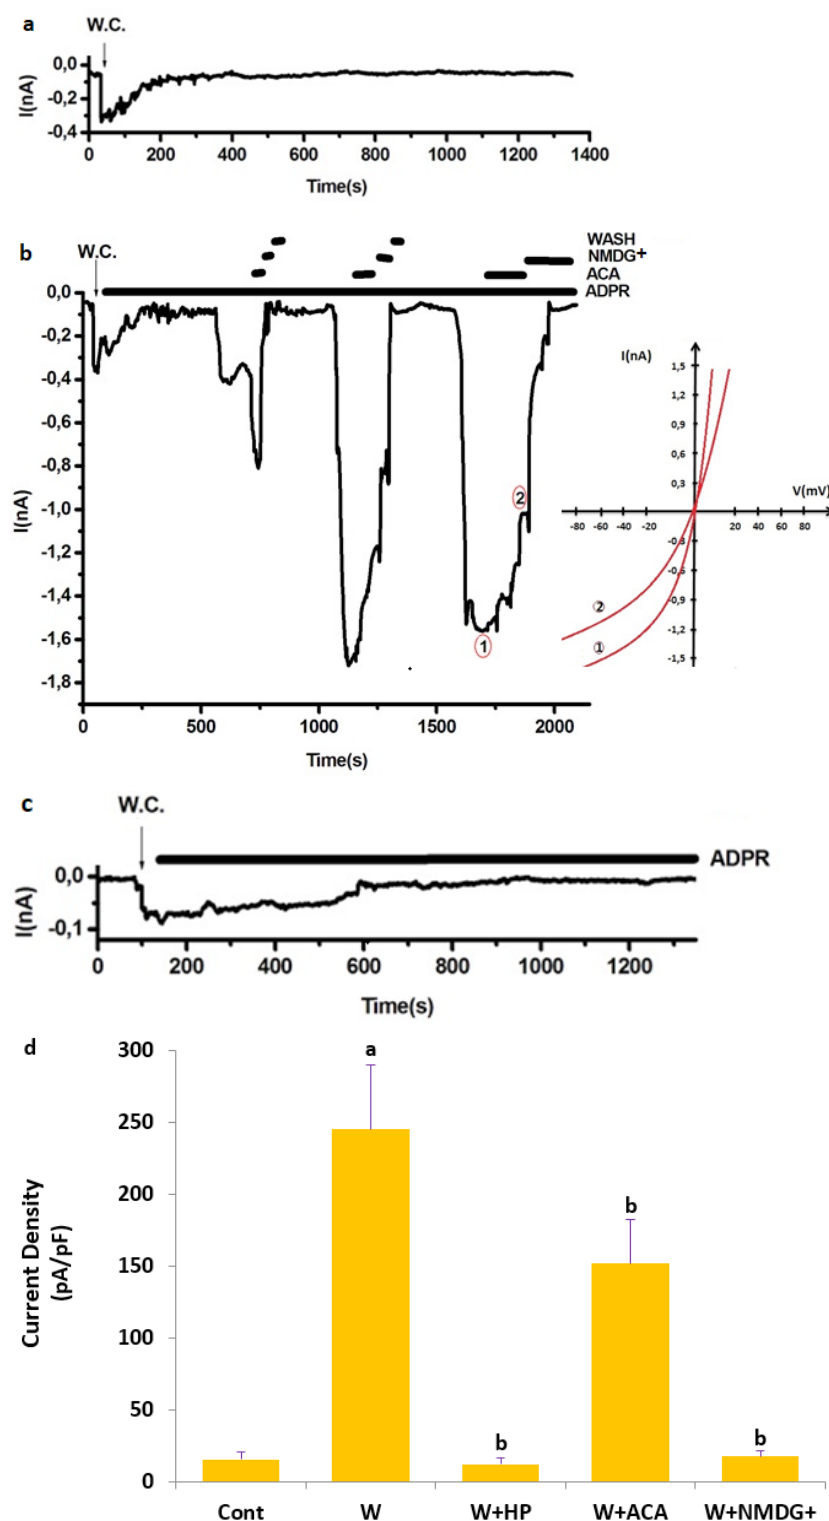 a
W.C.
0,0
-0,2
-0,4
I(nA)
0 200 400 600 800 1000 1200 1400
Time(s)
b
W.C.
WASH
NMDG+
ACA
ADPR
0,0
-0,2
-0,4
-0,6
-0,8
-1,0
-1,2
-1,4
-1,6
-1,8
I(nA)
2
1
0 500 1000 1500 2000
Time(s)
I(nA)
1,5
1,2
0,9
0,6
0,3
V(mV)
-80 -60 -40 -20 20 40 60 80
-0,3
-0,6
-0,9
-1,2
-1,5
②
①
c
W.C.
ADPR
0,0
-0,1
I(nA)
0 200 400 600 800 1000 1200
Time(s)
d
300
250
200
150
100
50
0
Current Density
(pA/pF)
a
b
b
b
Cont W W+HP W+ACA W+NMDG+